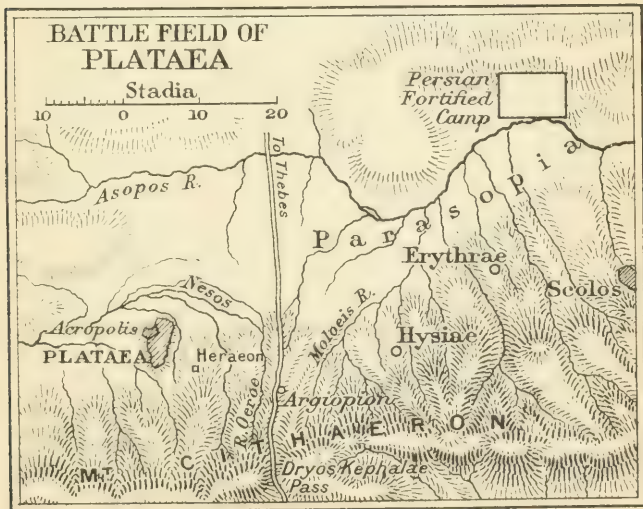 BATTLE FIELD OF
PLATAEA
Stadia
10 0 10 20
Persian
Fortified
Camp
To Thebes
Asopos R.
Parasopia
Erythrae
Scolos
Nesos
Moloeis R.
Acropolis
PLATAEA
Heraeon
Hysiae
R. Oeroe
Argiopion
MT. CITHAERON
Dryos Kephalae
Pass